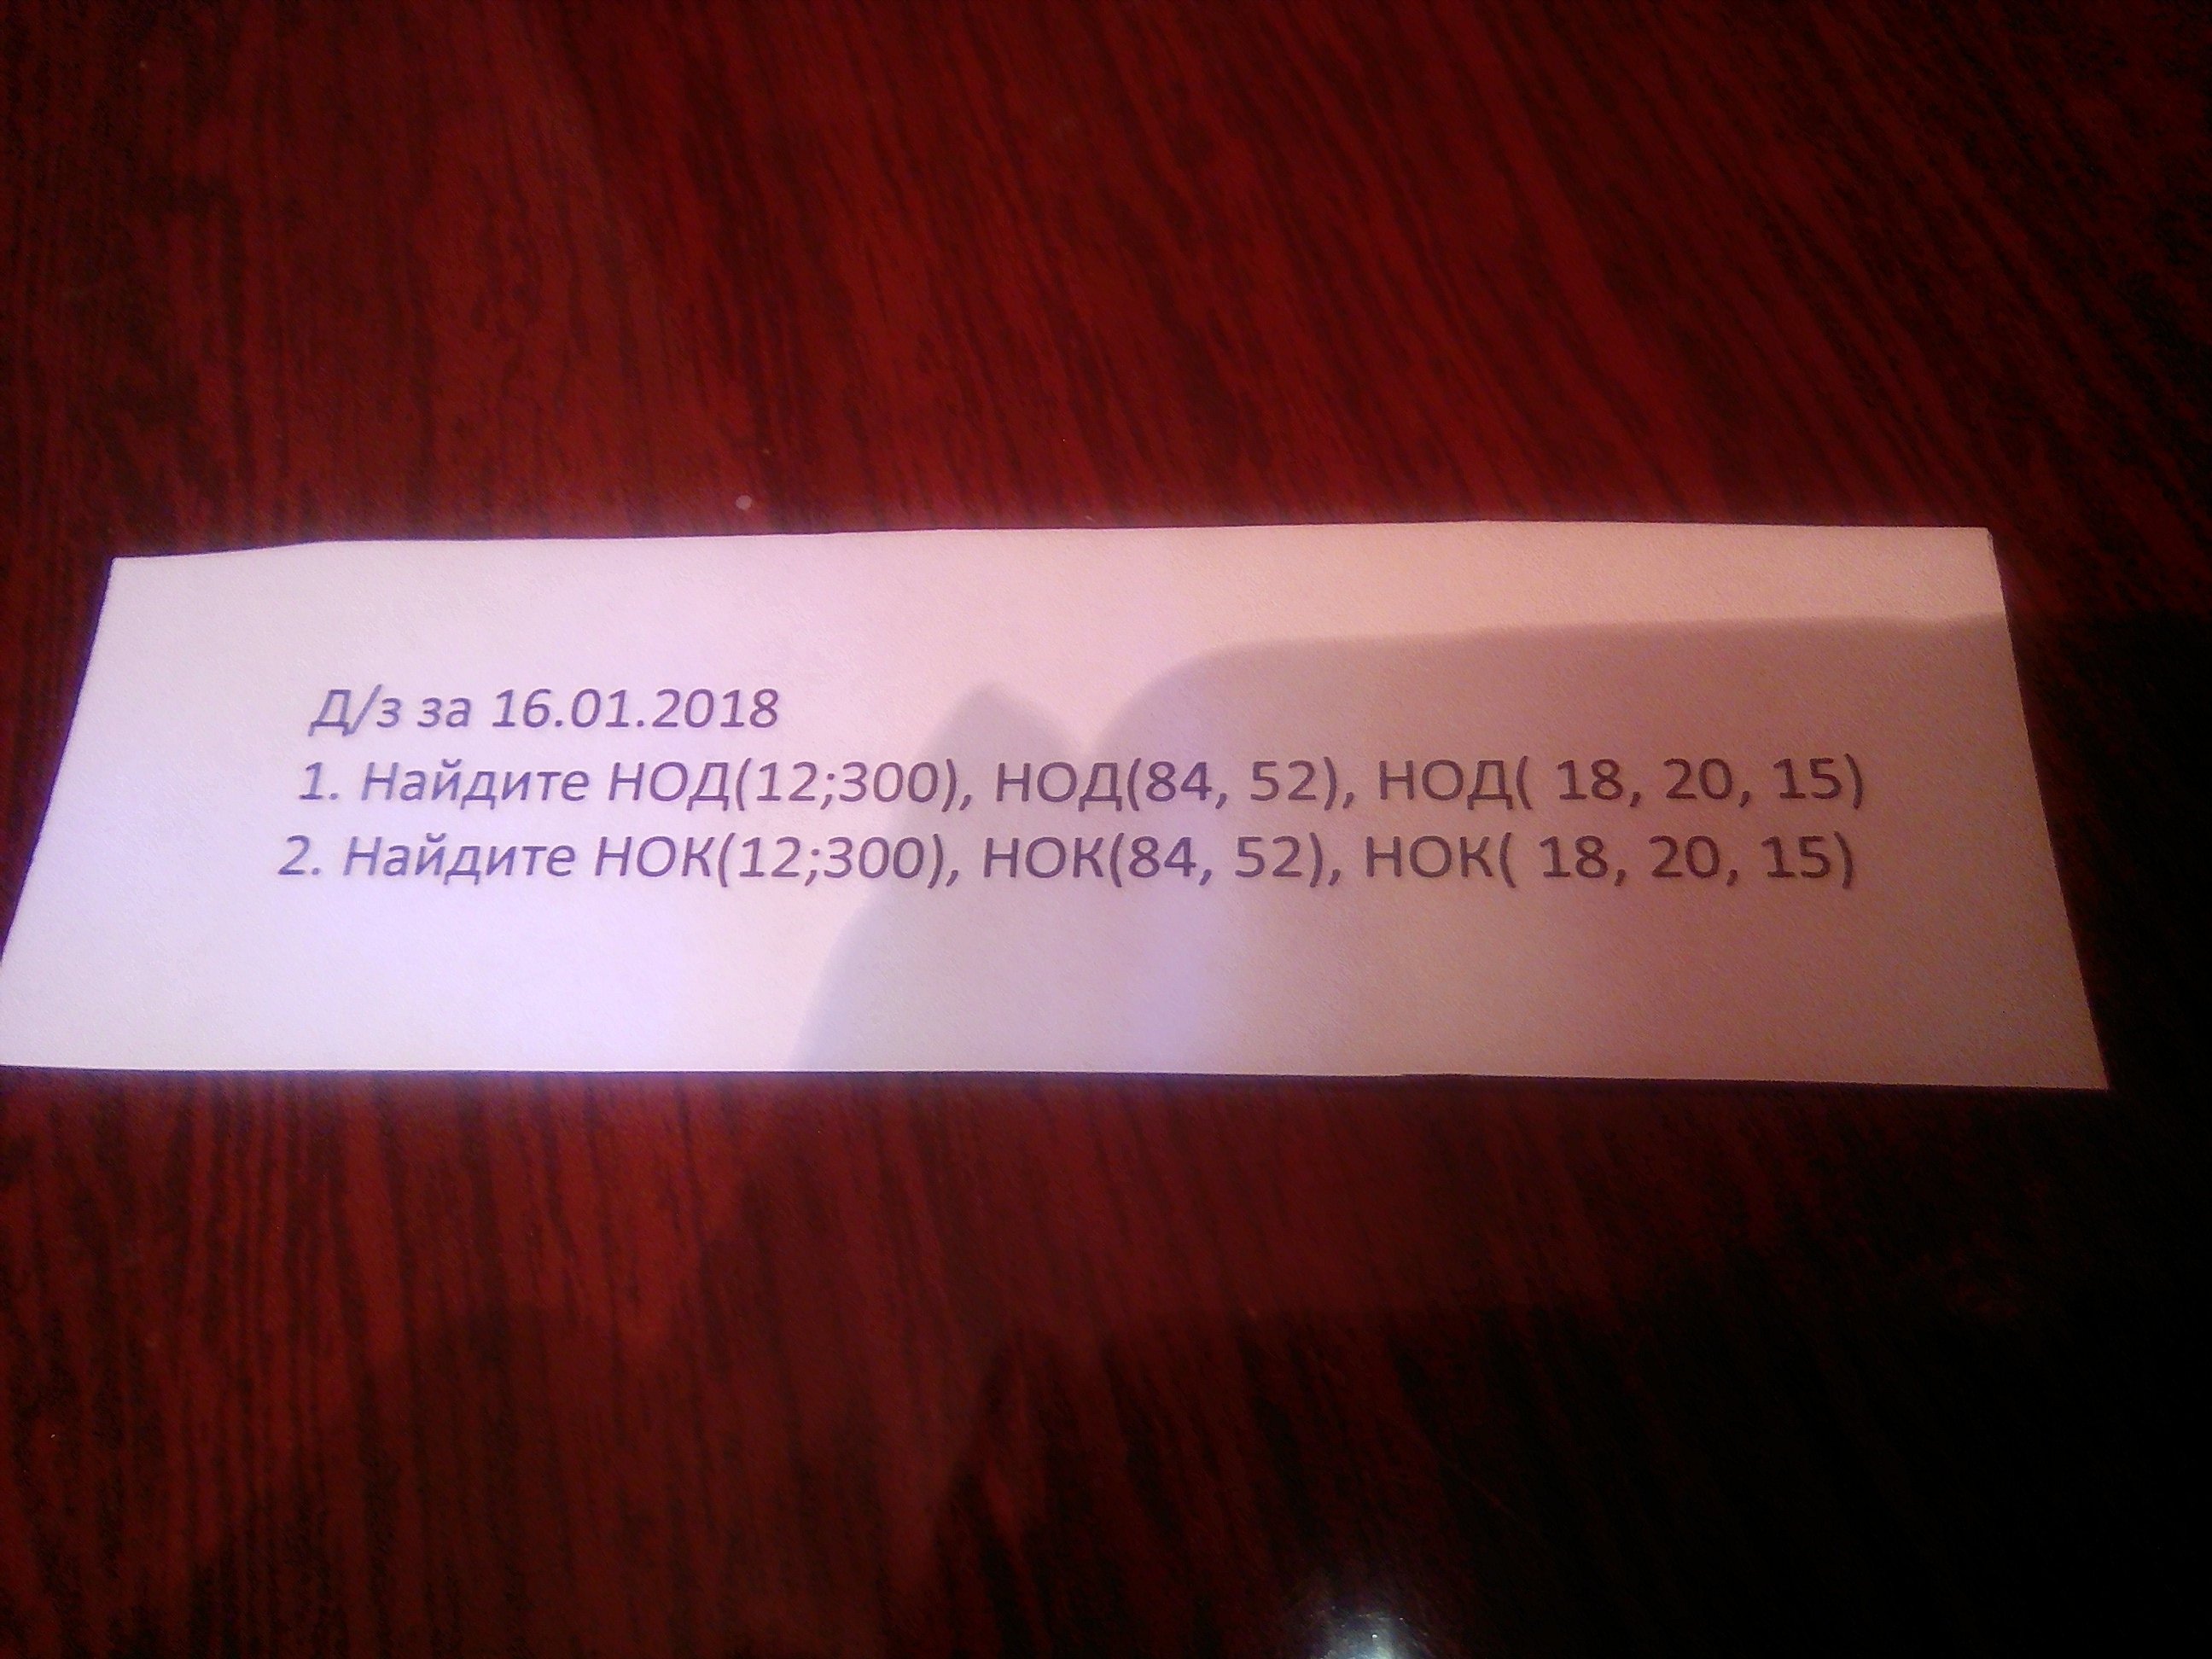 Д/з за 16.01.2018
1. Найдите НОД(12;300), НОД(84, 52), НОД( 18, 20, 15)
2. Найдите НОК(12;300), НОК(84, 52), НОК( 18, 20, 15)